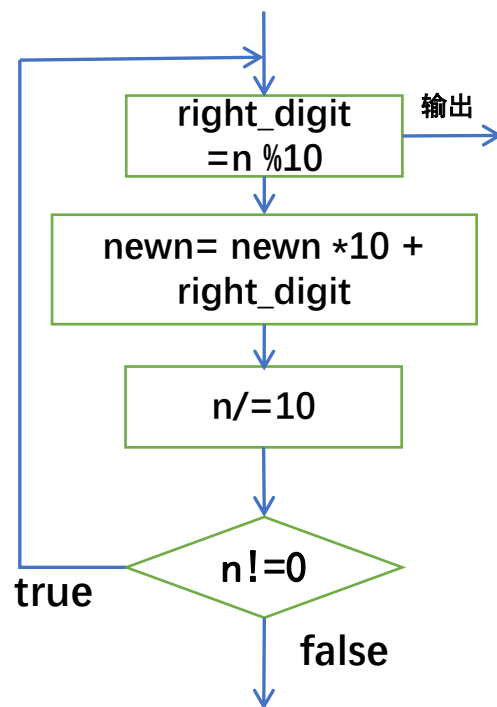 right_digit
=n %10
输出
newn= newn *10 +
right_digit
n/=10
n!=0
true
false